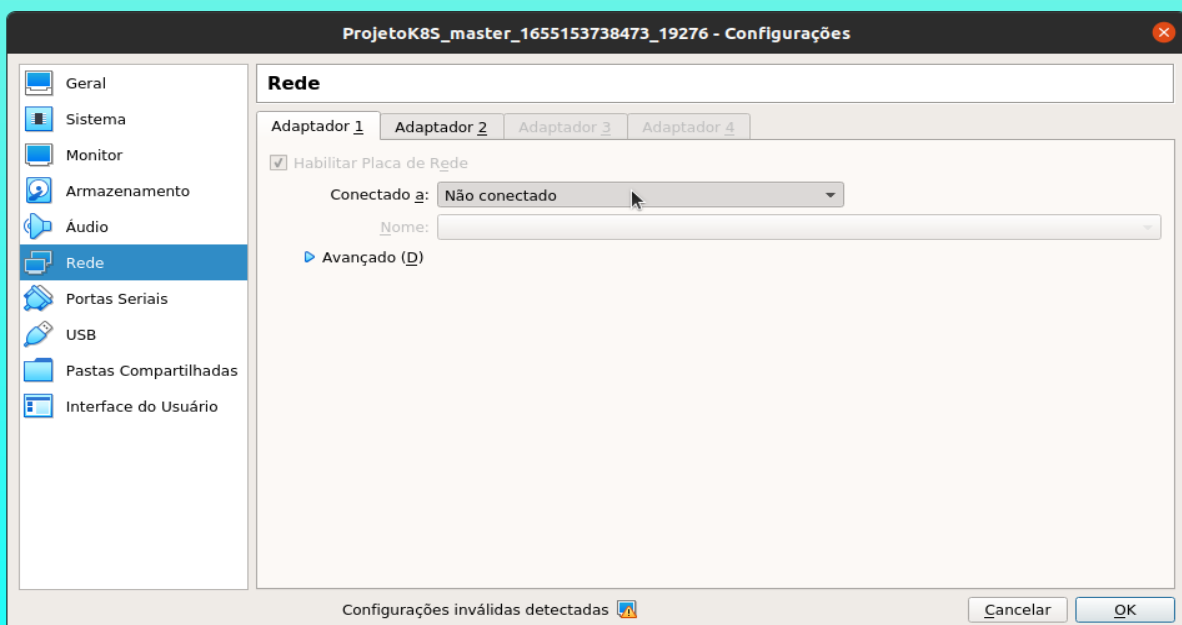 ProjetoK8S_master_1655153738473_19276 - Configurações
Geral
Sistema
Monitor
Armazenamento
Áudio
Rede
Portas Seriais
USB
Pastas Compartilhadas
Interface do Usuário
Rede
Adaptador 1 Adaptador 2 Adaptador 3 Adaptador 4
Habilitar Placa de Rede
Conectado a: Não conectado
Nome:
Avançado (D)
Configurações inválidas detectadas
Cancelar OK